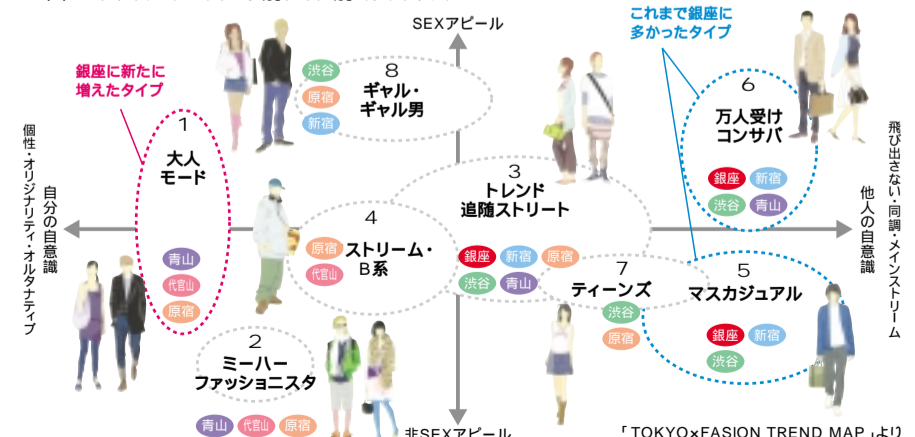 SEXアピール
これまで銀座に
多かったタイプ
銀座に新たに
増えたタイプ
8
ギャル・
ギャル男
渋谷
原宿
新宿
6
万人受け
コンサバ
銀座 新宿
渋谷 青山
1
大人
モード
青山
代官山
原宿
3
トレンド
追随ストリート
銀座 新宿 原宿
渋谷 青山
4
ストリーム・
B系
原宿
代官山
個性・オリジナリティ・オルタナティブ
自分の自意識
他人の自意識
飛び出さない・同調・メインストリーム
7
ティーンズ
渋谷
原宿
5
マスカジュアル
銀座 新宿
渋谷
2
ミーハー
ファッショニスタ
青山 代官山 原宿
非SEXアピール
「TOKYO×FASION TREND MAP」より